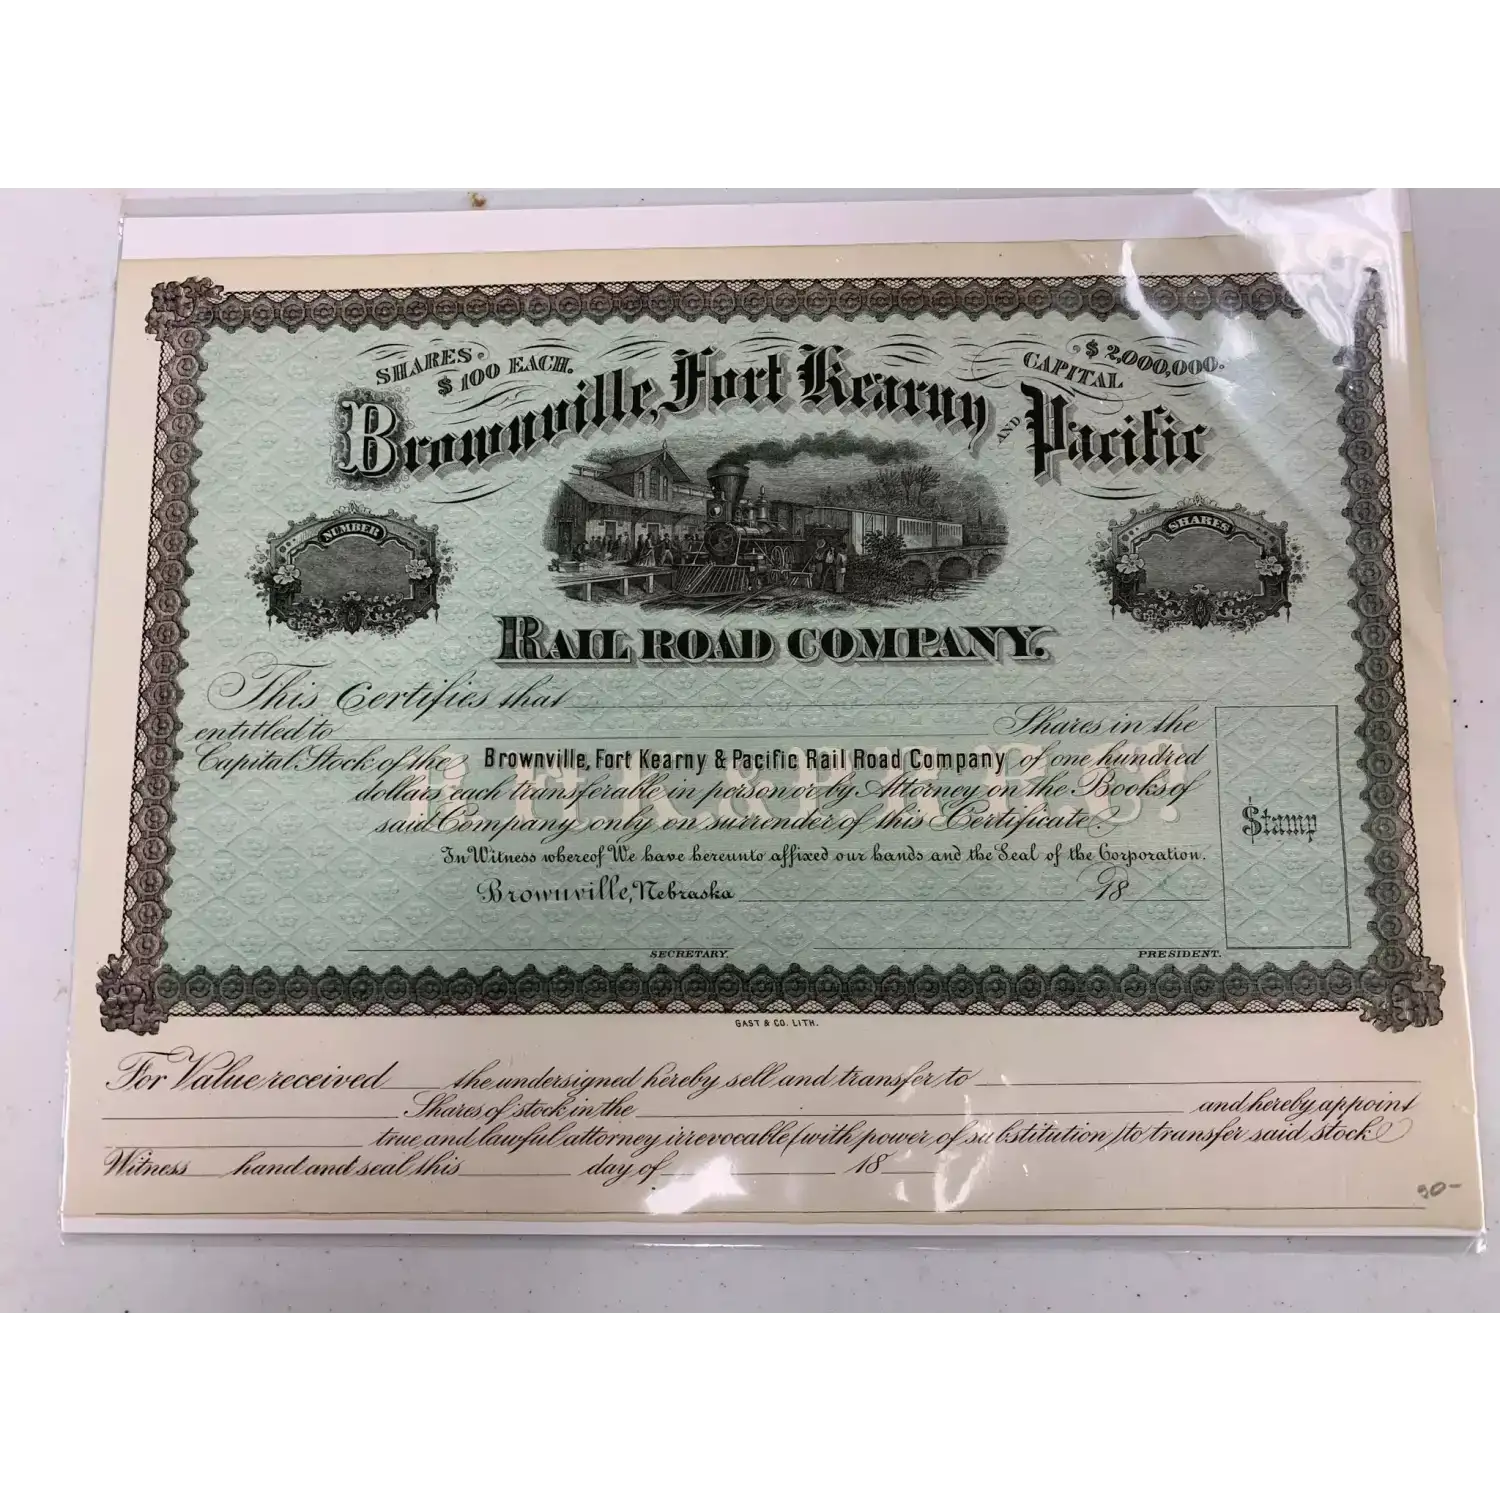 SHARES. $100 EACH.
CAPITAL $2,000,000.
Brownville, Fort Kearny AND Pacific
NUMBER
SHARES
RAIL ROAD COMPANY.
This Certifies that
entitled to Shares in the
Capital Stock of the Brownville, Fort Kearny & Pacific Rail Road Company of one hundred
dollars each transferable in person or by Attorney on the Books of
said Company only on surrender of this Certificate.
Stamp
In Witness whereof We have hereunto affixed our hands and the Seal of the Corporation.
Brownville, Nebraska 18
SECRETARY. PRESIDENT.
GAST & CO. LITH.
For Value received the undersigned hereby sell and transfer to
Shares of stock in the and hereby appoint
true and lawful attorney irrevocable (with power of substitution) to transfer said stock
Witness hand and seal this day of 18
90-